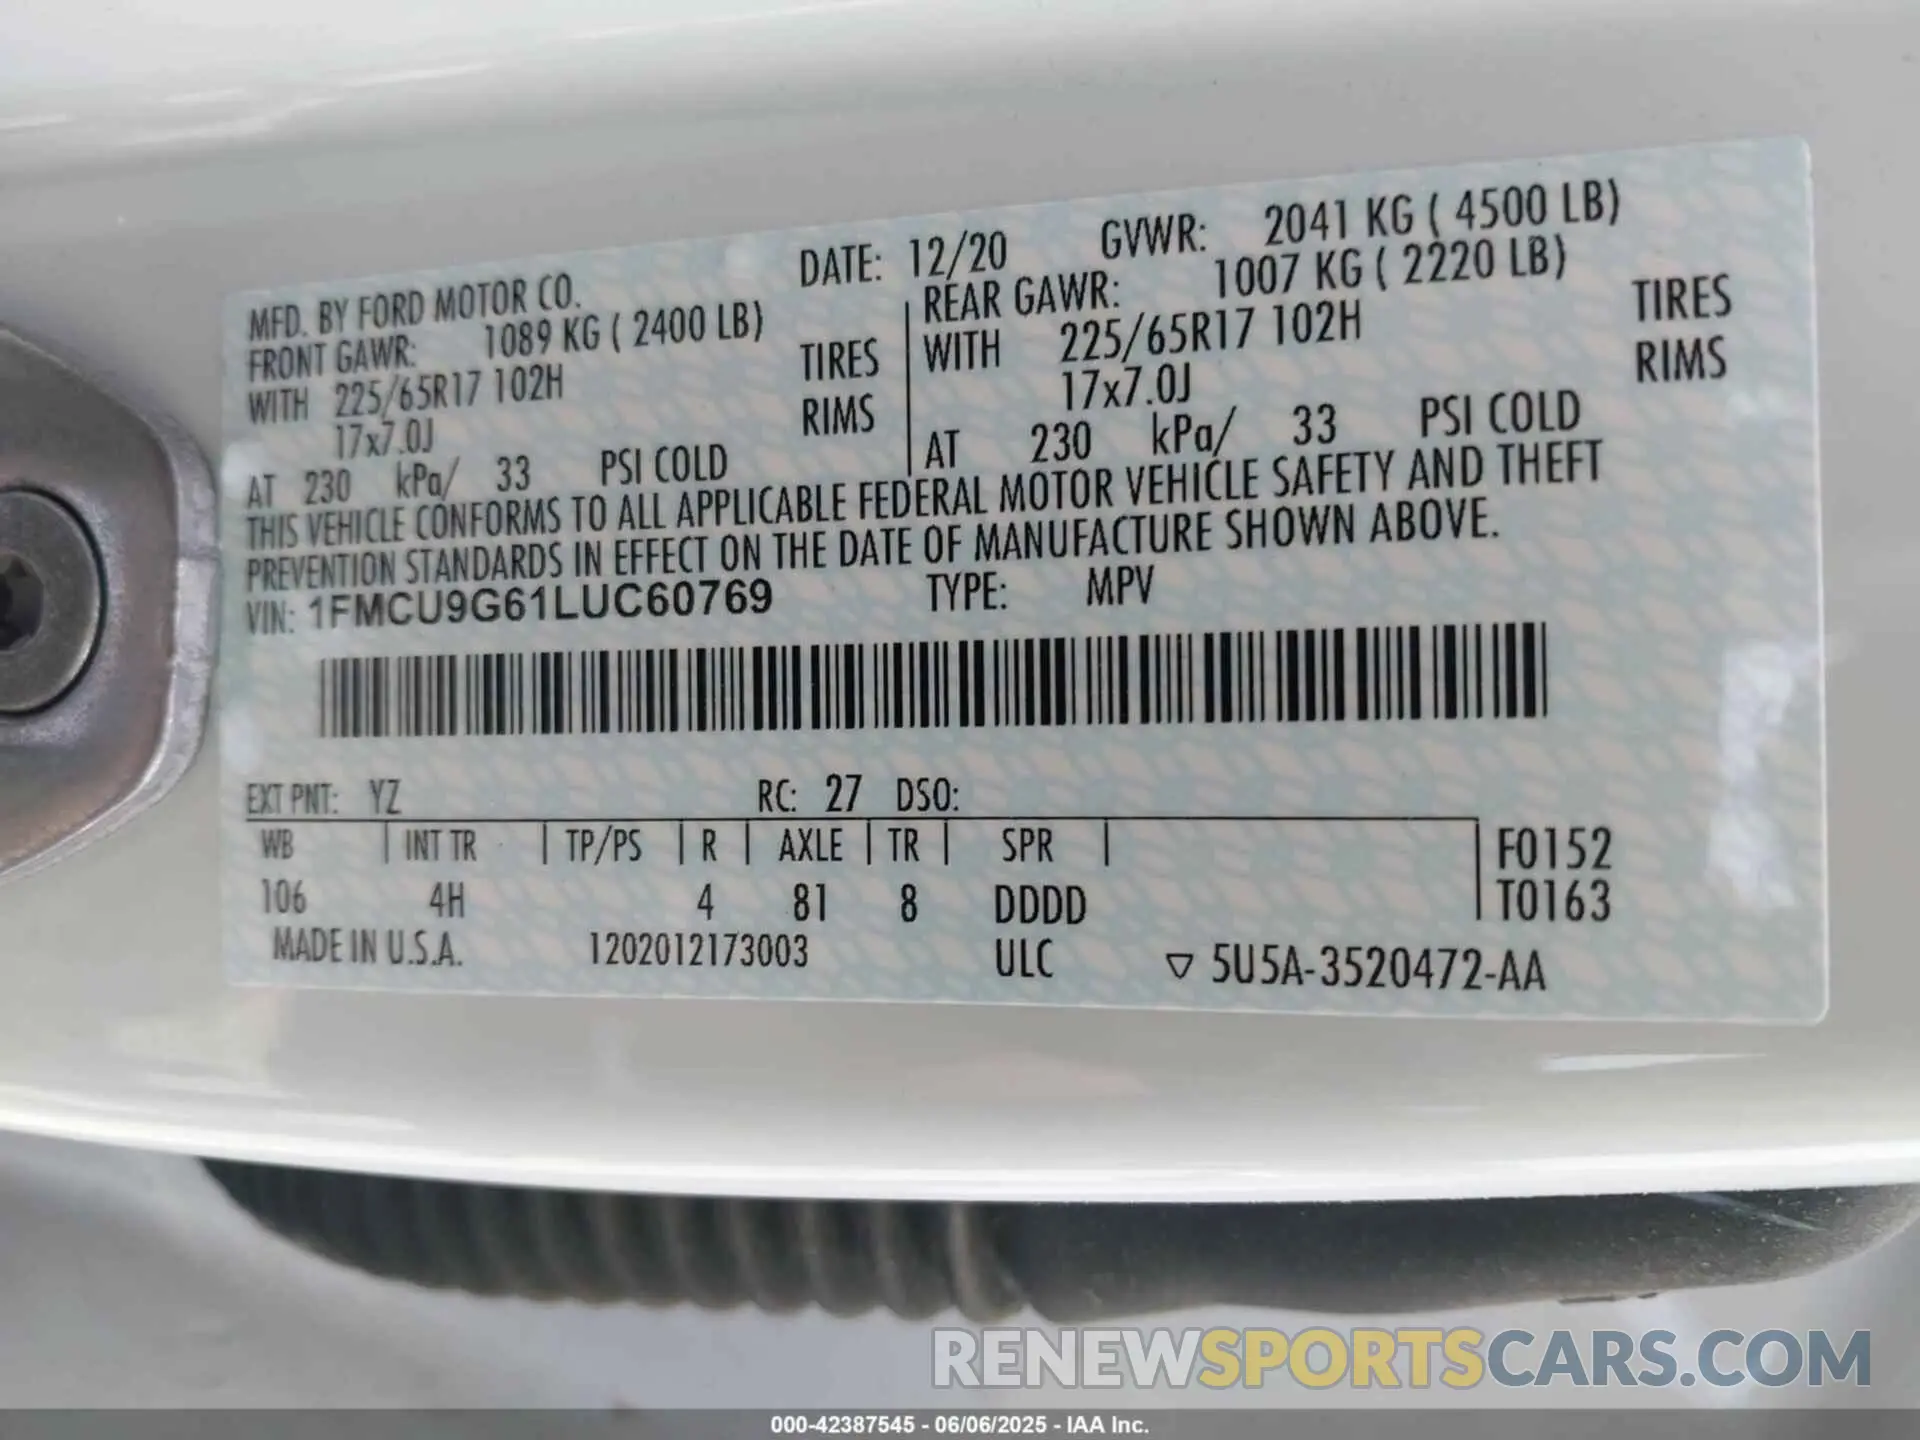 MFD. BY FORD MOTOR CO. DATE: 12/20 GVWR: 2041 KG ( 4500 LB)
FRONT GAWR: 1089 KG ( 2400 LB) REAR GAWR: 1007 KG ( 2220 LB)
WITH 225/65R17 102H TIRES WITH 225/65R17 102H TIRES
17x7.0J RIMS 17x7.0J RIMS
AT 230 kPa/ 33 PSI COLD AT 230 kPa/ 33 PSI COLD
THIS VEHICLE CONFORMS TO ALL APPLICABLE FEDERAL MOTOR VEHICLE SAFETY AND THEFT
PREVENTION STANDARDS IN EFFECT ON THE DATE OF MANUFACTURE SHOWN ABOVE.
VIN: 1FMCU9G61LUC60769 TYPE: MPV
EXT PNT: YZ RC: 27 DSO:
WB | INT TR | TP/PS | R | AXLE | TR | SPR | F0152
106 4H 4 81 8 DDDD T0163
MADE IN U.S.A. 1202012173003 ULC ▽ 5U5A-3520472-AA
RENEWSPORTSCARS.COM
000-42387545 - 06/06/2025 - IAA Inc.